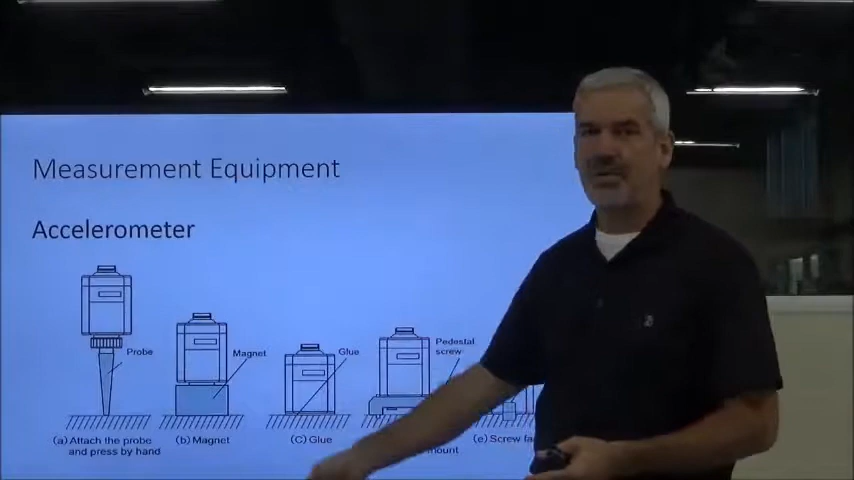 Measurement Equipment
Accelerometer
Probe
Magnet
Glue
Pedestal
screw
(a)Attach the probe
and press by hand
(b) Magnet
(C) Glue
mount
(e) Screw